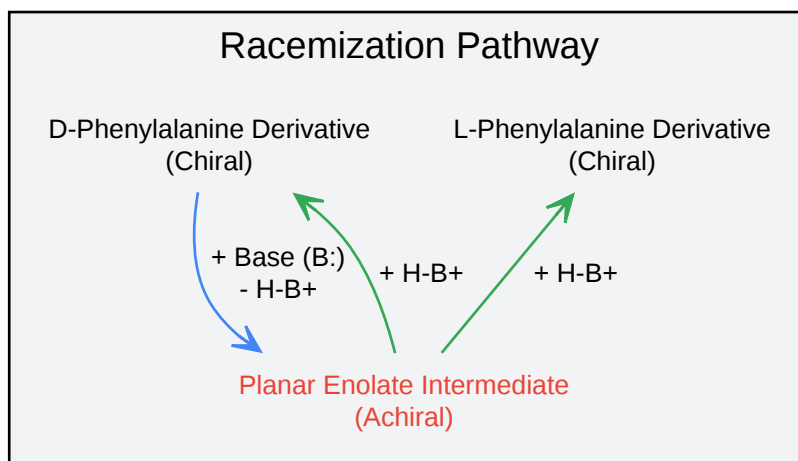 Racemization Pathway
D-Phenylalanine Derivative
(Chiral)
L-Phenylalanine Derivative
(Chiral)
+ Base (B:)
- H-B+
+ H-B+
+ H-B+
Planar Enolate Intermediate
(Achiral)